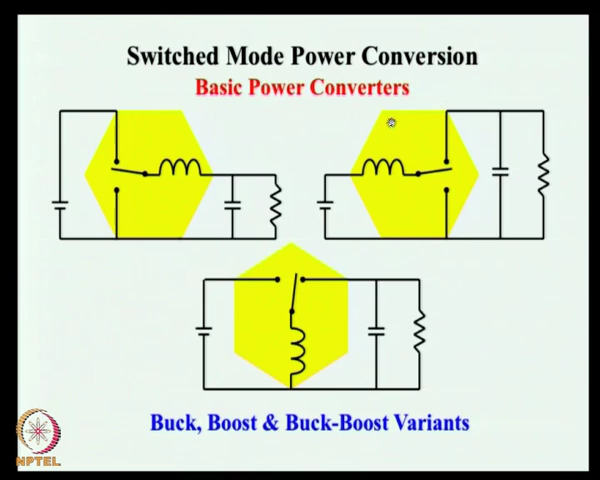 Switched Mode Power Conversion
Basic Power Converters
Buck, Boost & Buck-Boost Variants
NPTEL